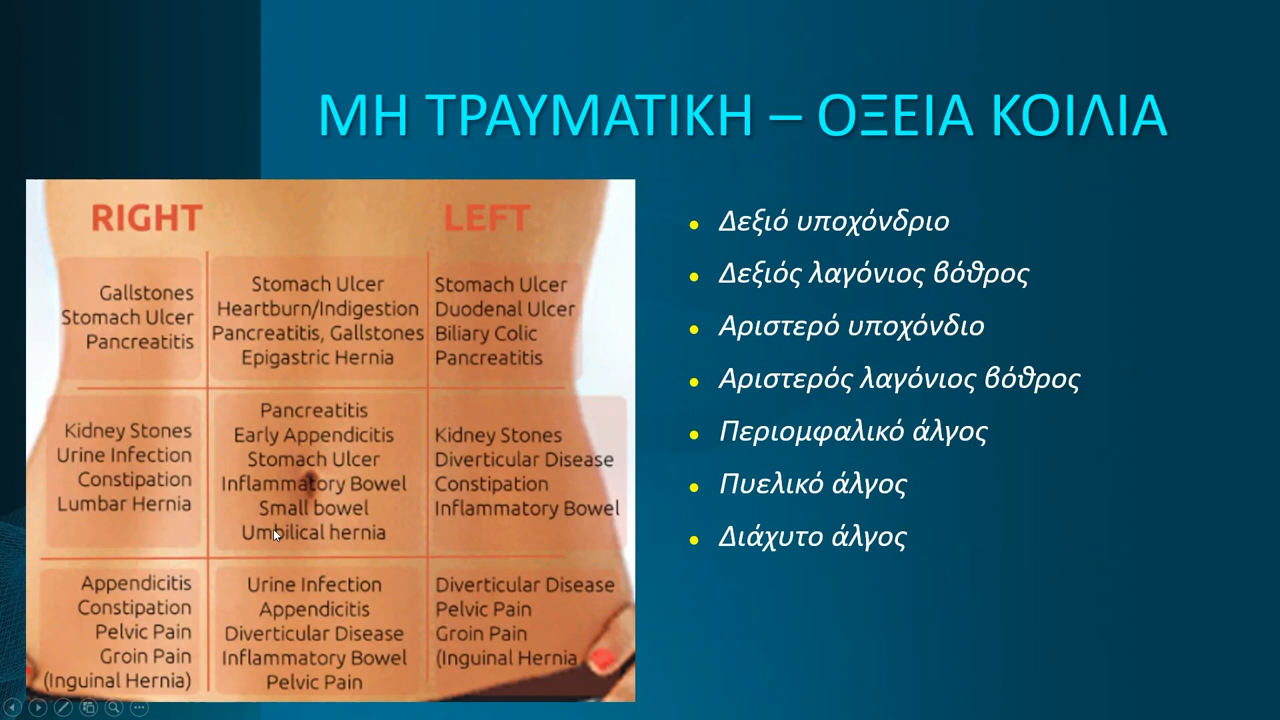 ΜΗ ΤΡΑΥΜΑΤΙΚΗ – ΟΞΕΙΑ ΚΟΙΛΙΑ
RIGHT
LEFT
Gallstones
Stomach Ulcer
Pancreatitis
Stomach Ulcer
Heartburn/Indigestion
Pancreatitis, Gallstones
Epigastric Hernia
Stomach Ulcer
Duodenal Ulcer
Biliary Colic
Pancreatitis
Kidney Stones
Urine Infection
Constipation
Lumbar Hernia
Pancreatitis
Early Appendicitis
Stomach Ulcer
Inflammatory Bowel
Small bowel
Umbilical hernia
Kidney Stones
Diverticular Disease
Constipation
Inflammatory Bowel
Appendicitis
Constipation
Pelvic Pain
Groin Pain
(Inguinal Hernia)
Urine Infection
Appendicitis
Diverticular Disease
Inflammatory Bowel
Pelvic Pain
Diverticular Disease
Pelvic Pain
Groin Pain
(Inguinal Hernia
• Δεξιό υποχόνδριο
• Δεξιός λαγόνιος βόθρος
• Αριστερό υποχόνδιο
• Αριστερός λαγόνιος βόθρος
• Περιομφαλικό άλγος
• Πυελικό άλγος
• Διάχυτο άλγος